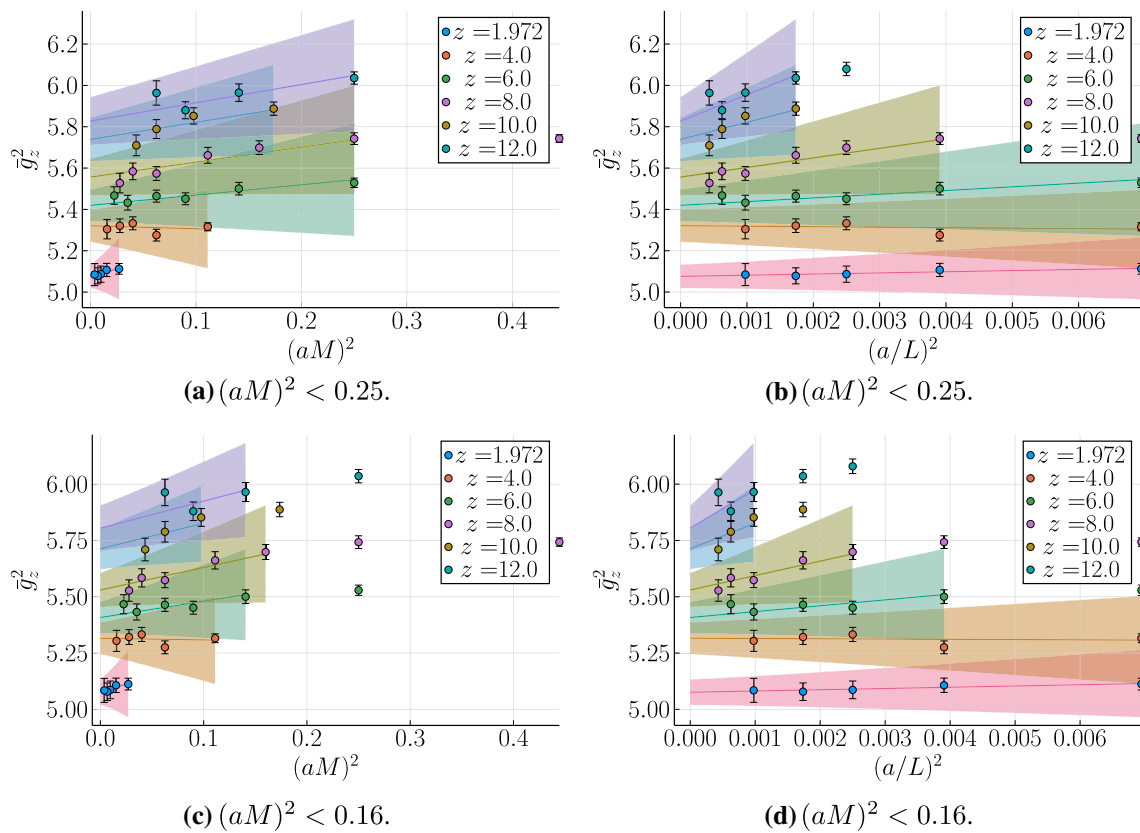 6.2
6.0
5.8
5.6
5.4
5.2
5.0
0.0
0.1
0.2
0.3
0.4
ḡ²_z
(aM)²
z =1.972
z =4.0
z =6.0
z =8.0
z =10.0
z =12.0
(a) (aM)² < 0.25.
6.2
6.0
5.8
5.6
5.4
5.2
5.0
0.000
0.001
0.002
0.003
0.004
0.005
0.006
ḡ²_z
(a/L)²
z =1.972
z =4.0
z =6.0
z =8.0
z =10.0
z =12.0
(b) (aM)² < 0.25.
6.00
5.75
5.50
5.25
5.00
0.0
0.1
0.2
0.3
0.4
ḡ²_z
(aM)²
z =1.972
z =4.0
z =6.0
z =8.0
z =10.0
z =12.0
(c) (aM)² < 0.16.
6.00
5.75
5.50
5.25
5.00
0.000
0.001
0.002
0.003
0.004
0.005
0.006
ḡ²_z
(a/L)²
z =1.972
z =4.0
z =6.0
z =8.0
z =10.0
z =12.0
(d) (aM)² < 0.16.